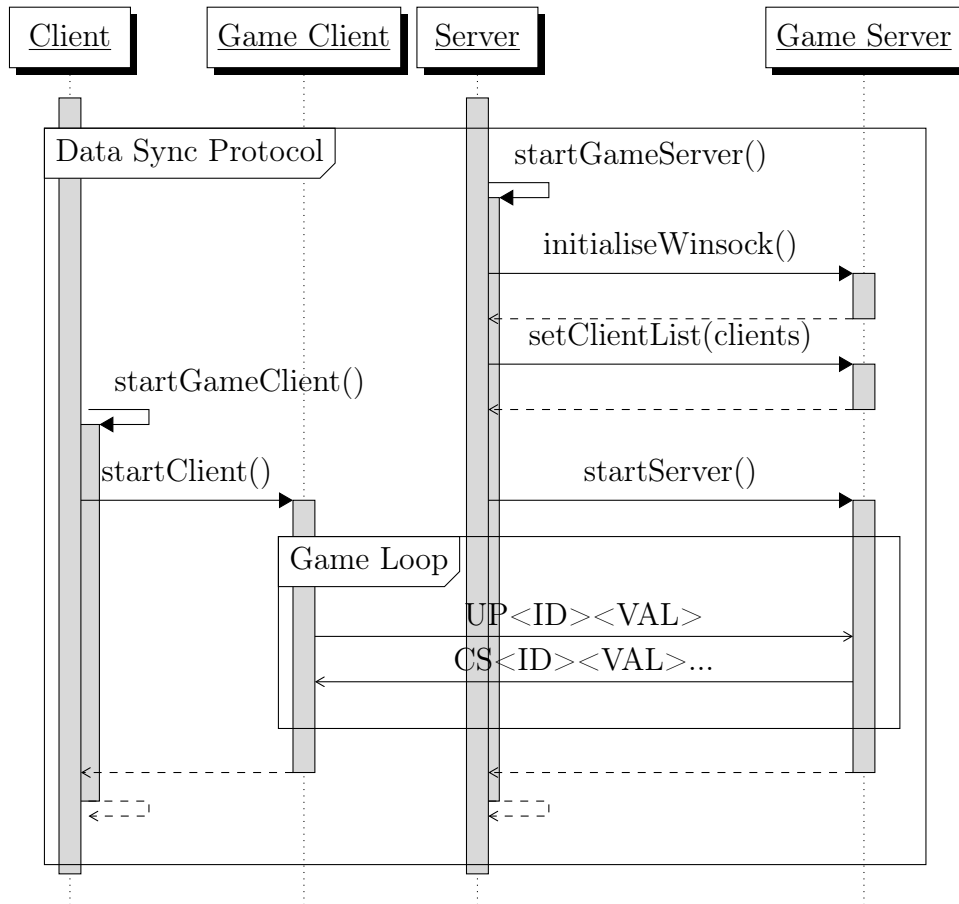 Client
Game Client
Server
Game Server
Data Sync Protocol
startGameServer()
initialiseWinsock()
setClientList(clients)
startGameClient()
startClient()
startServer()
Game Loop
UP<ID><VAL>
CS<ID><VAL>...